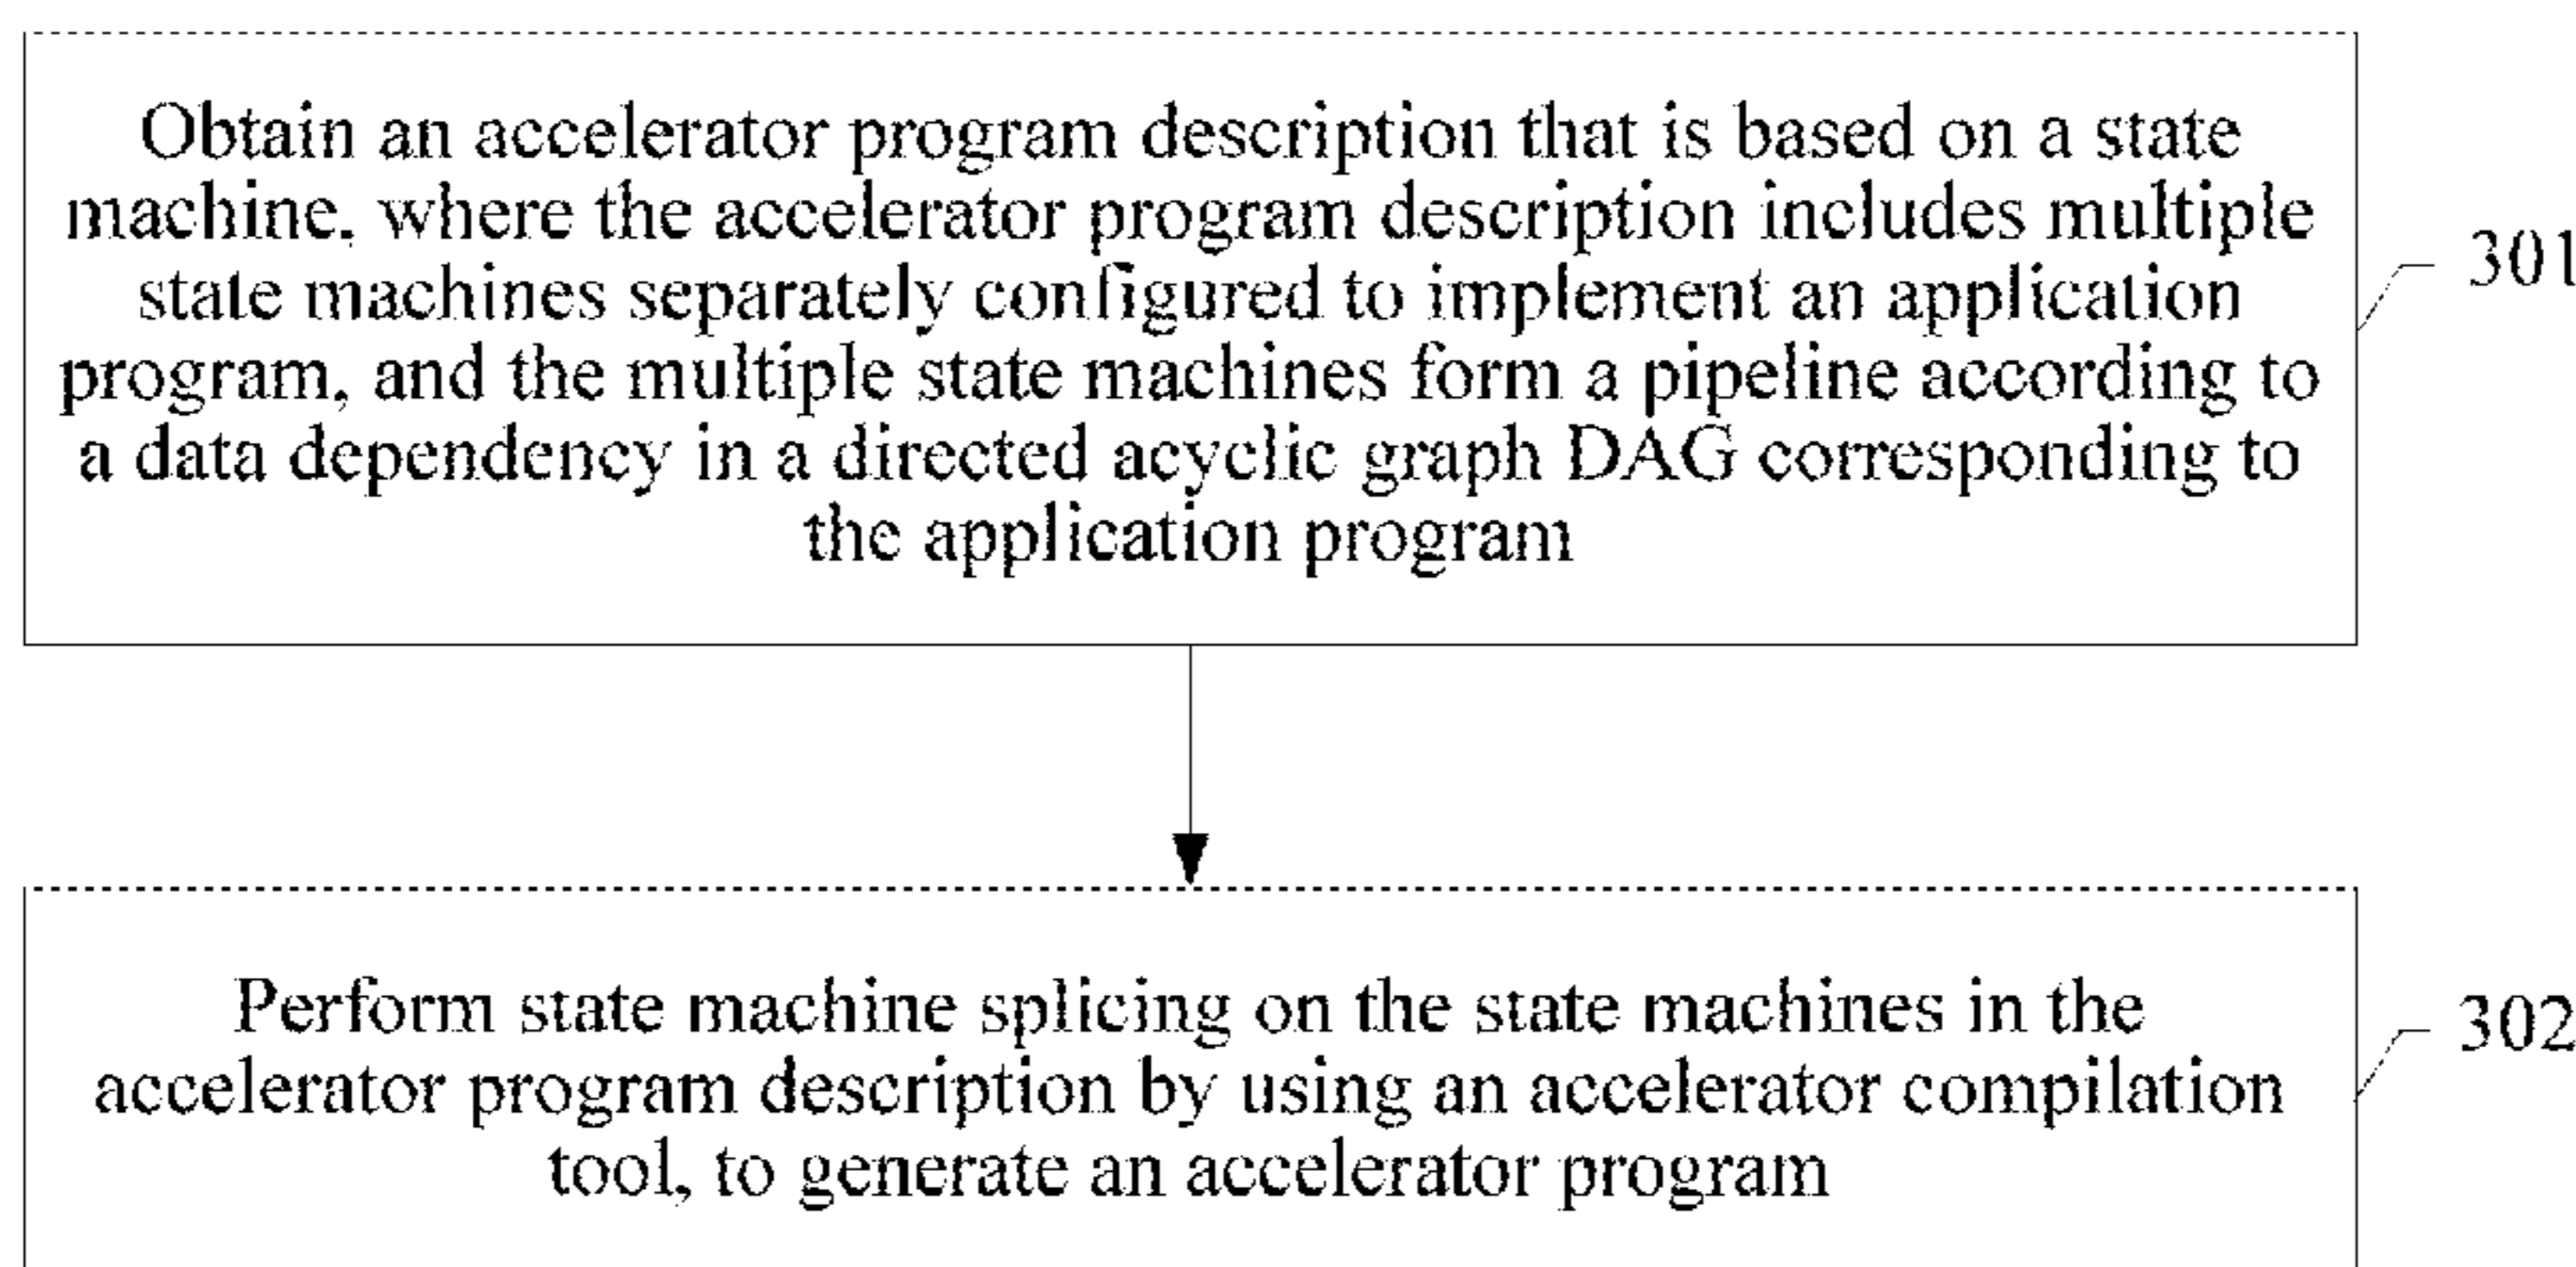 Obtain an accelerator program description that is based on a state
machine, where the accelerator program description includes multiple
state machines separately configured to implement an application
program, and the multiple state machines form a pipeline according to
a data dependency in a directed acyclic graph DAG corresponding to
the application program
301
Perform state machine splicing on the state machines in the
accelerator program description by using an accelerator compilation
tool, to generate an accelerator program
302